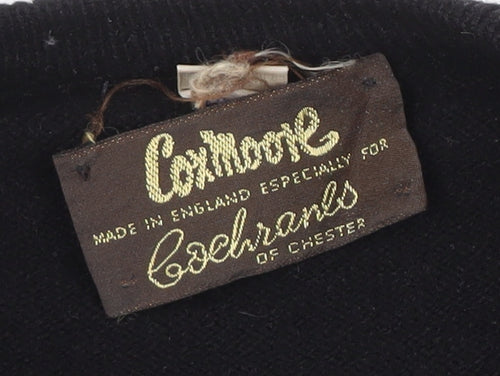 Coxmoore
MADE IN ENGLAND ESPECIALLY FOR
Cochranes
OF CHESTER